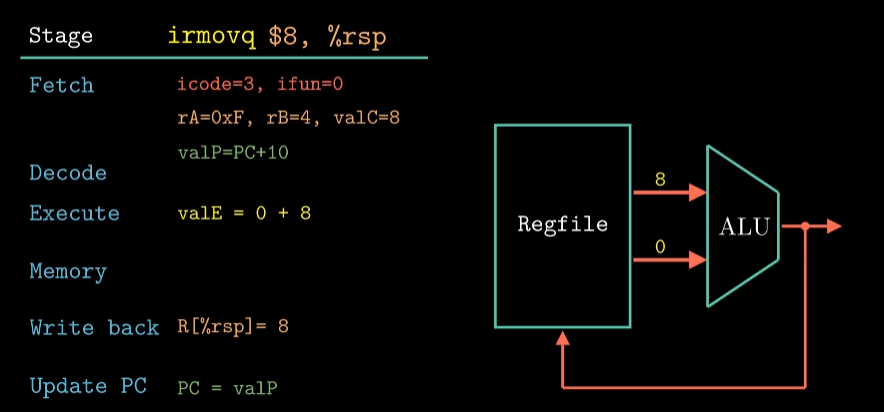 Stage irmovq $8, %rsp
Fetch icode=3, ifun=0
rA=0xF, rB=4, valC=8
valP=PC+10
Decode
Execute valE = 0 + 8
Memory
Write back R[%rsp]= 8
Update PC PC = valP
8
Regfile ALU
0